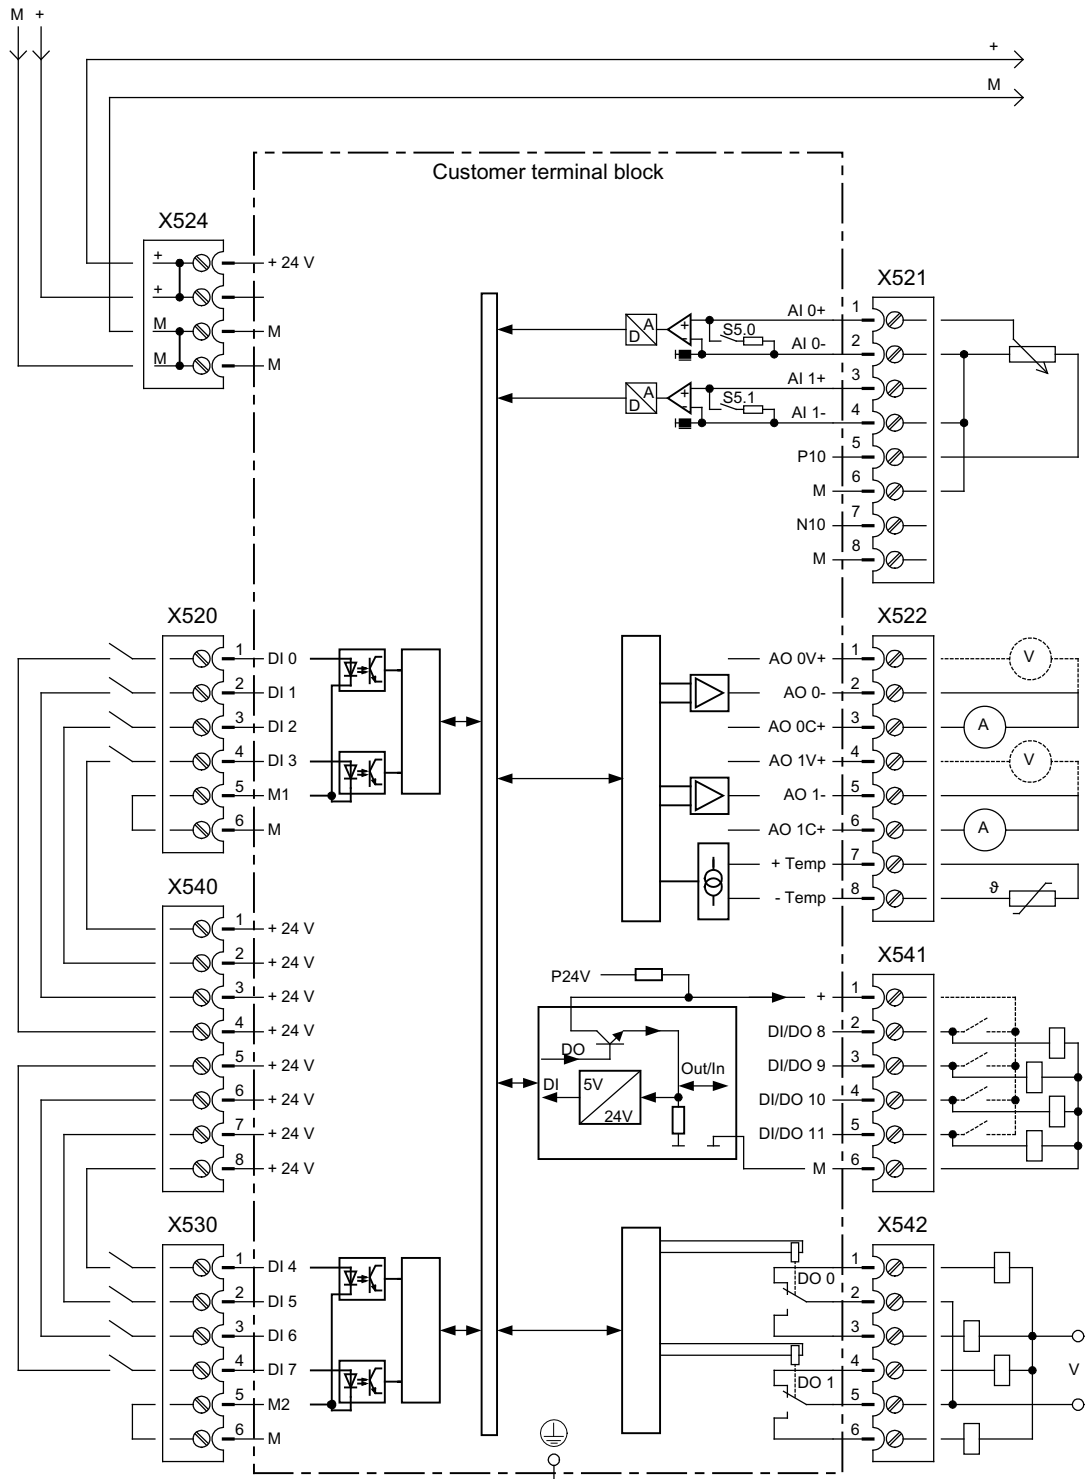 M +
+
M
Customer terminal block
X524
+ + 24 V
+
M M
M M
X521
AI 0+ 1
S5.0
AI 0- 2
A
D
+
-
AI 1+ 3
S5.1
AI 1- 4
A
D
+
-
P10 5
M 6
N10 7
M 8
X520
1 DI 0
2 DI 1
3 DI 2
4 DI 3
5 M1
6 M
X522
AO 0V+ 1 V
AO 0- 2
AO 0C+ 3 A
AO 1V+ 4 V
AO 1- 5
AO 1C+ 6 A
+ Temp 7
- Temp 8 ϑ
X540
1 + 24 V
2 + 24 V
3 + 24 V
4 + 24 V
5 + 24 V
6 + 24 V
7 + 24 V
8 + 24 V
X541
P24V
+ 1
DI/DO 8 2
DI/DO 9 3
DI/DO 10 4
DI/DO 11 5
M 6
DO
DI
5V
24V
Out/In
X530
1 DI 4
2 DI 5
3 DI 6
4 DI 7
5 M2
6 M
X542
1
DO 0
2
3
4
DO 1
5
6
V